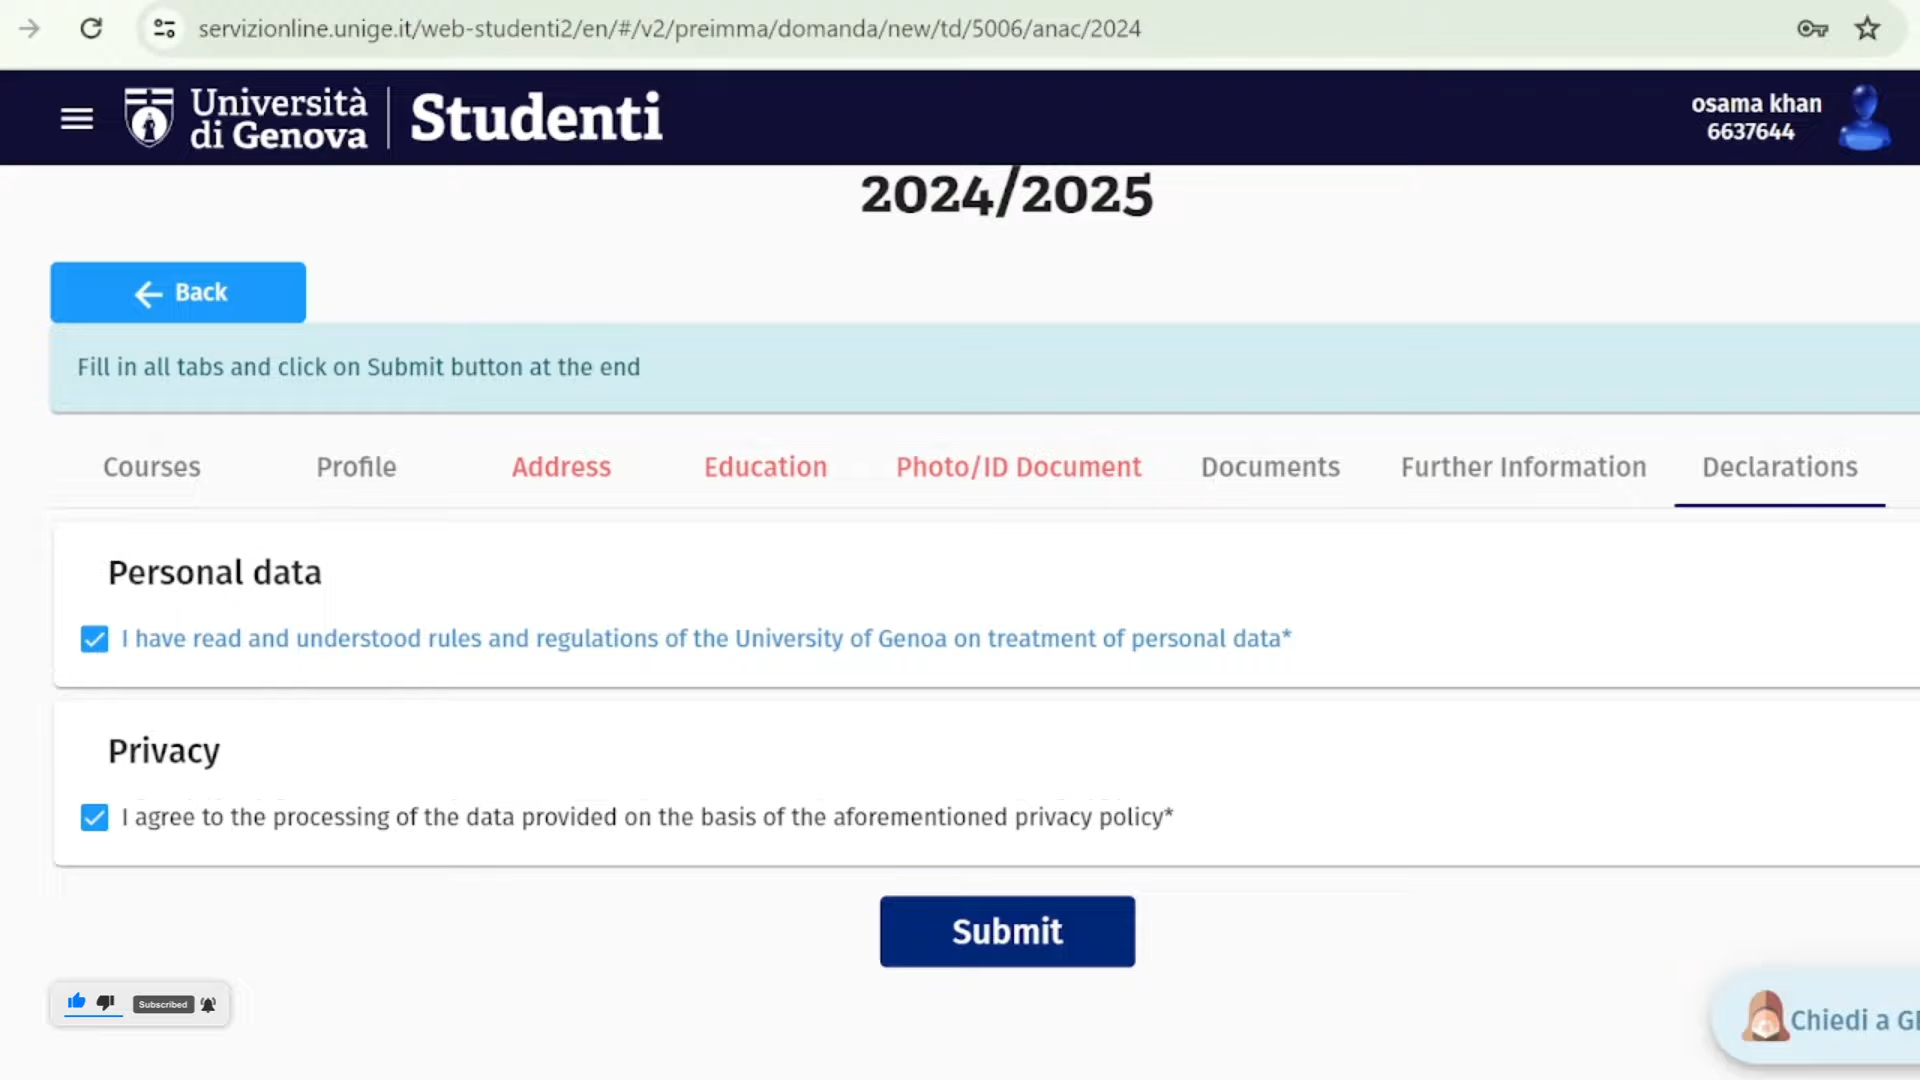 servizionline.unige.it/web-studenti2/en/#/v2/preimma/domanda/new/td/5006/anac/2024
Università
di Genova
Studenti
osama khan
6637644
2024/2025
Back
Fill in all tabs and click on Submit button at the end
Courses Profile Address Education Photo/ID Document Documents Further Information Declarations
Personal data
I have read and understood rules and regulations of the University of Genoa on treatment of personal data*
Privacy
I agree to the processing of the data provided on the basis of the aforementioned privacy policy*
Submit
Subscribed
Chiedi a